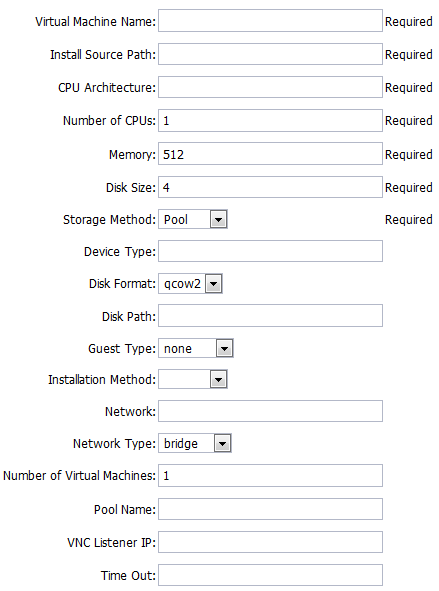 Virtual Machine Name: Required
Install Source Path: Required
CPU Architecture: Required
Number of CPUs: 1 Required
Memory: 512 Required
Disk Size: 4 Required
Storage Method: Pool Required
Device Type:
Disk Format: qcow2
Disk Path:
Guest Type: none
Installation Method:
Network:
Network Type: bridge
Number of Virtual Machines: 1
Pool Name:
VNC Listener IP:
Time Out: